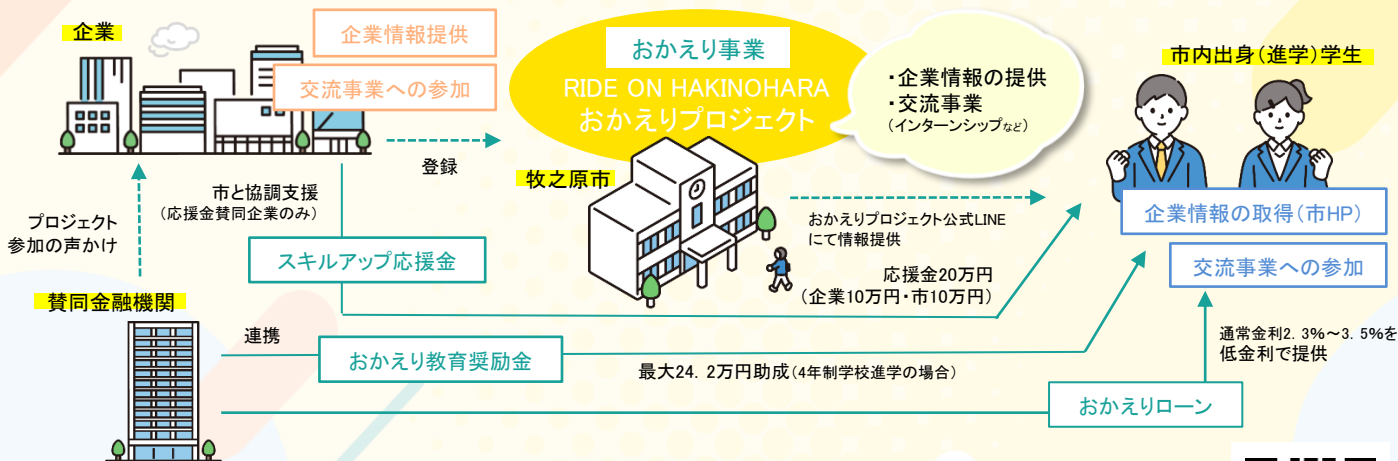 企業
企業情報提供
交流事業への参加
おかえり事業
RIDE ON HAKINOHARA
おかえりプロジェクト
・企業情報の提供
・交流事業
（インターンシップなど）
市内出身（進学）学生
登録
牧之原市
市と協調支援
（応援金賛同企業のみ）
プロジェクト
参加の声かけ
おかえりプロジェクト公式LINE
にて情報提供
企業情報の取得（市HP）
交流事業への参加
スキルアップ応援金
応援金20万円
（企業10万円・市10万円）
賛同金融機関
連携
おかえり教育奨励金
最大24. 2万円助成（4年制学校進学の場合）
通常金利2. 3%～3. 5%を
低金利で提供
おかえりローン